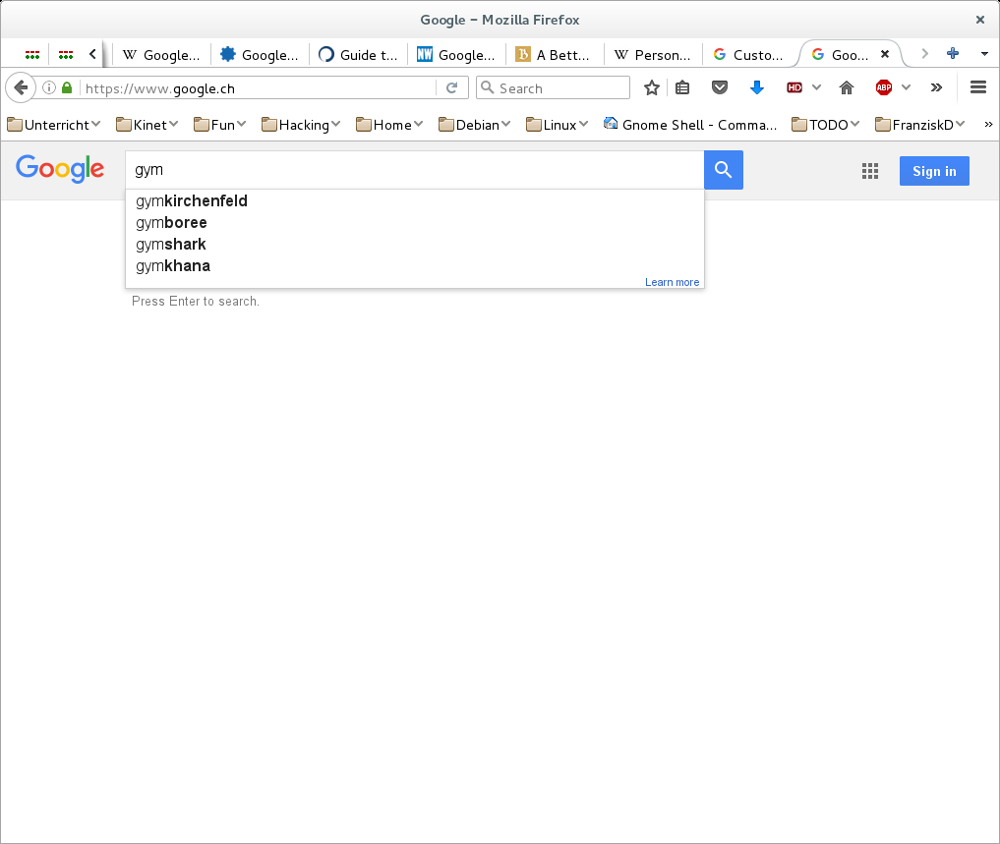 Google – Mozilla Firefox
W Google... Google... Guide t... NW Google... B A Bett... W Person... G Custo... G Goo...
https://www.google.ch Search HD ABP
Unterricht Kinet Fun Hacking Home Debian Linux Gnome Shell - Comma... TODO FranziskD »
Google gym Sign in
gymkirchenfeld
gymboree
gymshark
gymkhana
Learn more
Press Enter to search.